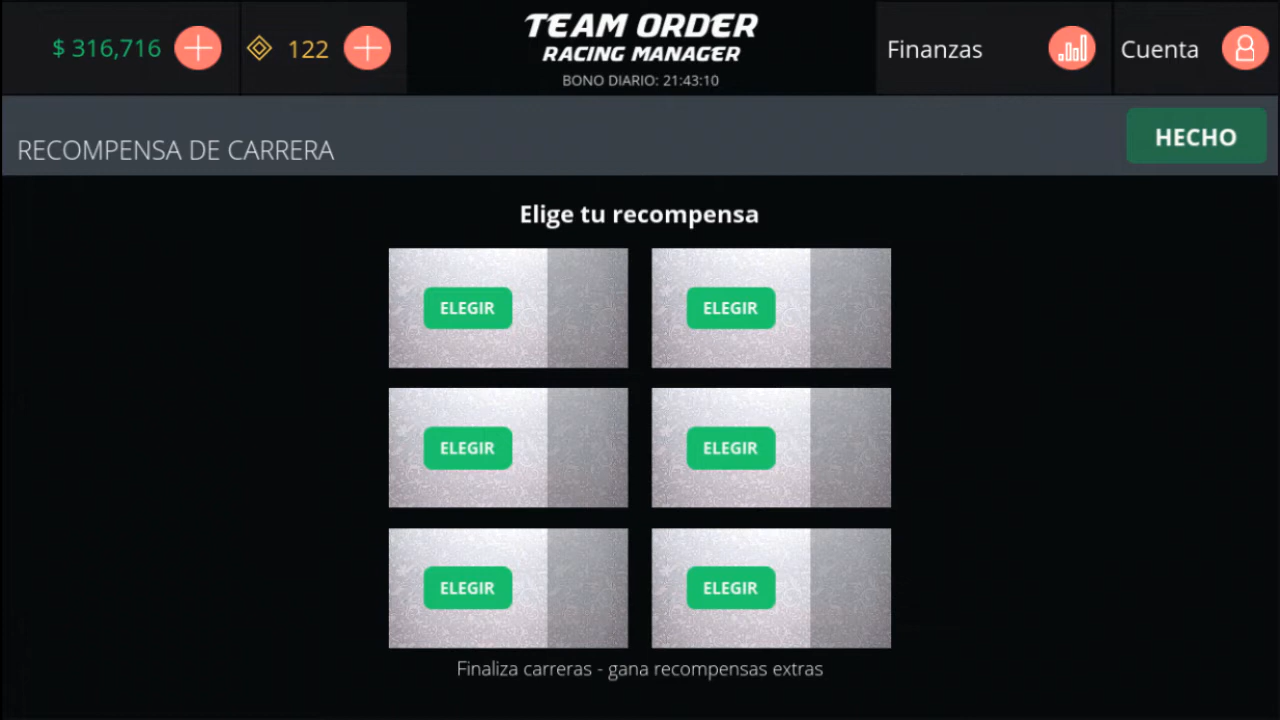 $ 316,716
122
TEAM ORDER
RACING MANAGER
BONO DIARIO: 21:43:10
Finanzas
Cuenta
RECOMPENSA DE CARRERA
HECHO
Elige tu recompensa
ELEGIR
ELEGIR
ELEGIR
ELEGIR
ELEGIR
ELEGIR
Finaliza carreras - gana recompensas extras